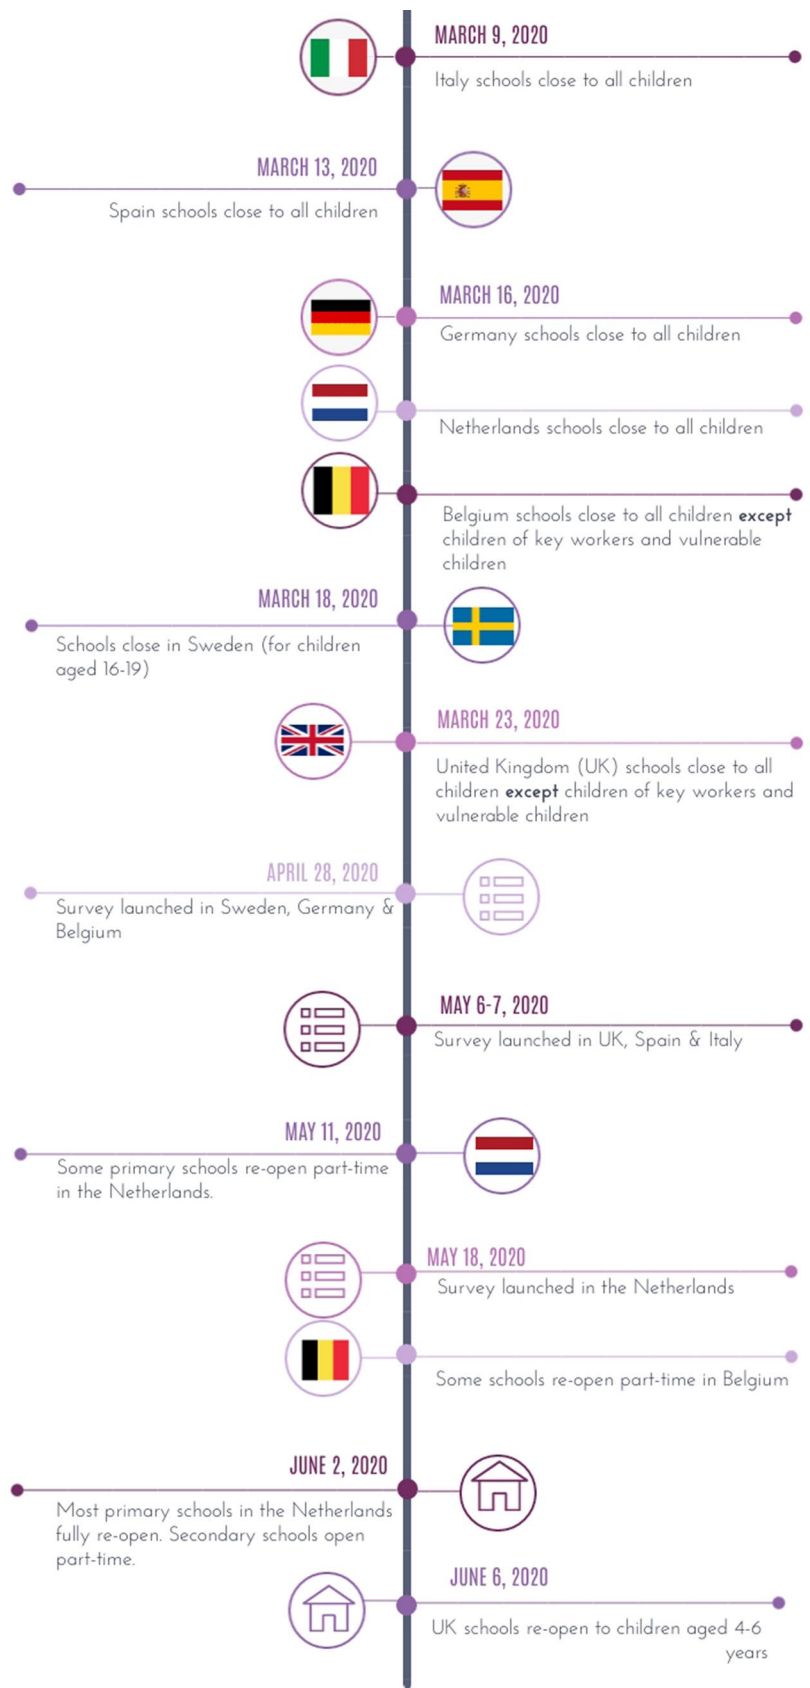 MARCH 9, 2020
Italy schools close to all children
MARCH 13, 2020
Spain schools close to all children
MARCH 16, 2020
Germany schools close to all children
Netherlands schools close to all children
Belgium schools close to all children except
children of key workers and vulnerable
children
MARCH 18, 2020
Schools close in Sweden (for children
aged 16-19)
MARCH 23, 2020
United Kingdom (UK) schools close to all
children except children of key workers and
vulnerable children
APRIL 28, 2020
Survey launched in Sweden, Germany &
Belgium
MAY 6-7, 2020
Survey launched in UK, Spain & Italy
MAY 11, 2020
Some primary schools re-open part-time
in the Netherlands.
MAY 18, 2020
Survey launched in the Netherlands
Some schools re-open part-time in Belgium
JUNE 2, 2020
Most primary schools in the Netherlands
fully re-open. Secondary schools open
part-time.
JUNE 6, 2020
UK schools re-open to children aged 4-6
years